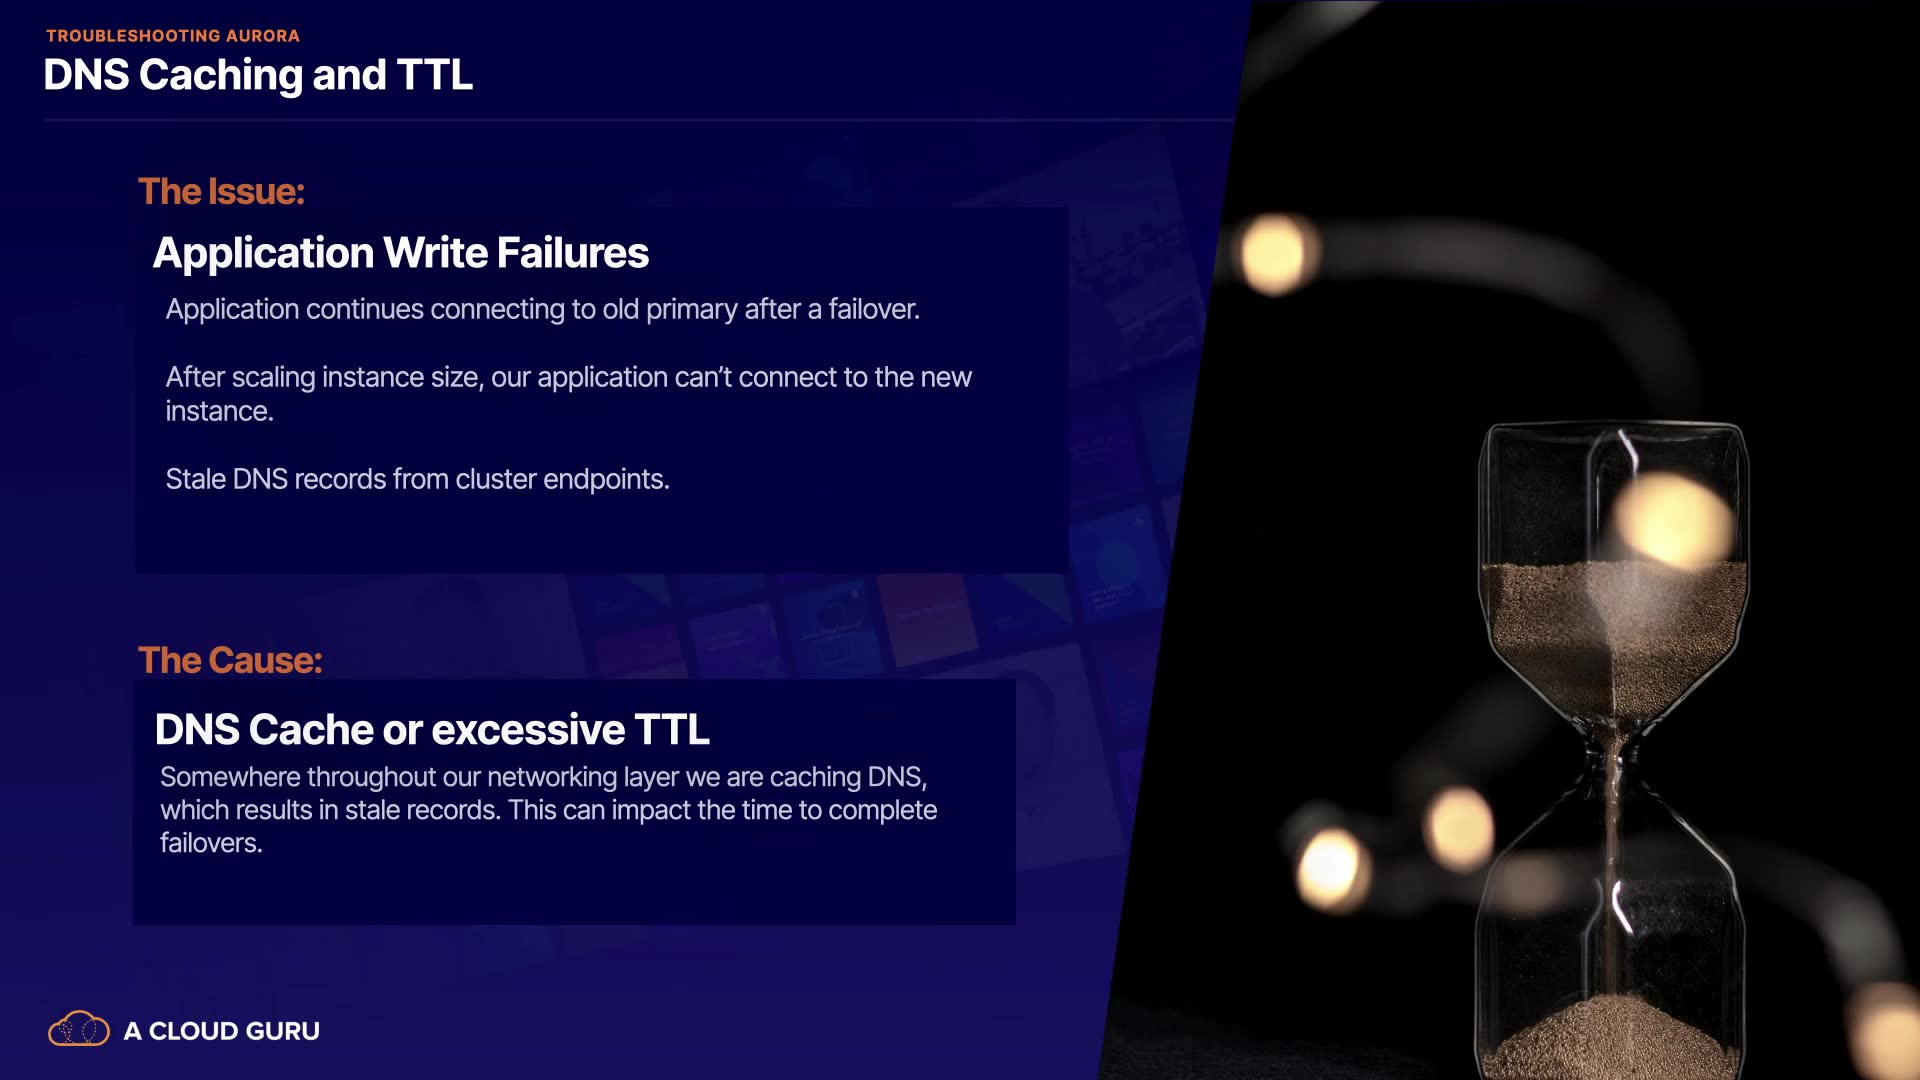 TROUBLESHOOTING AURORA
DNS Caching and TTL
The Issue:
Application Write Failures
Application continues connecting to old primary after a failover.
After scaling instance size, our application can’t connect to the new
instance.
Stale DNS records from cluster endpoints.
The Cause:
DNS Cache or excessive TTL
Somewhere throughout our networking layer we are caching DNS,
which results in stale records. This can impact the time to complete
failovers.
A CLOUD GURU